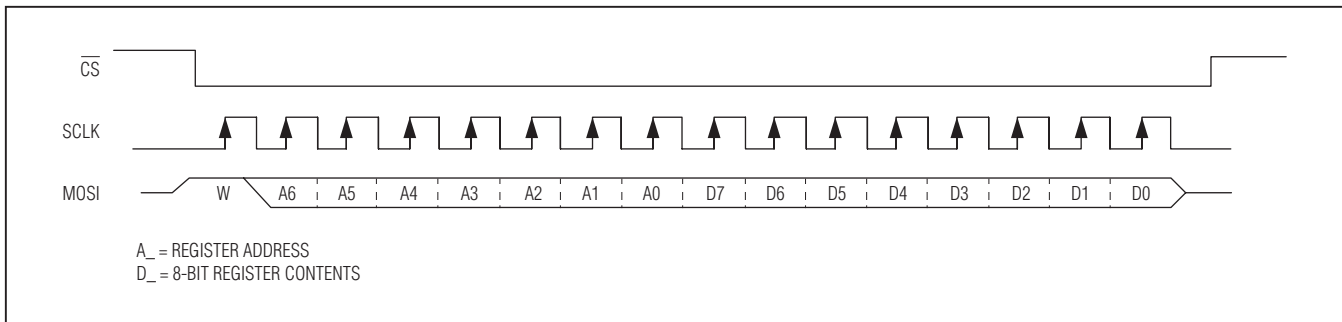 CS
SCLK
MOSI W A6 A5 A4 A3 A2 A1 A0 D7 D6 D5 D4 D3 D2 D1 D0
A_ = REGISTER ADDRESS
D_ = 8-BIT REGISTER CONTENTS